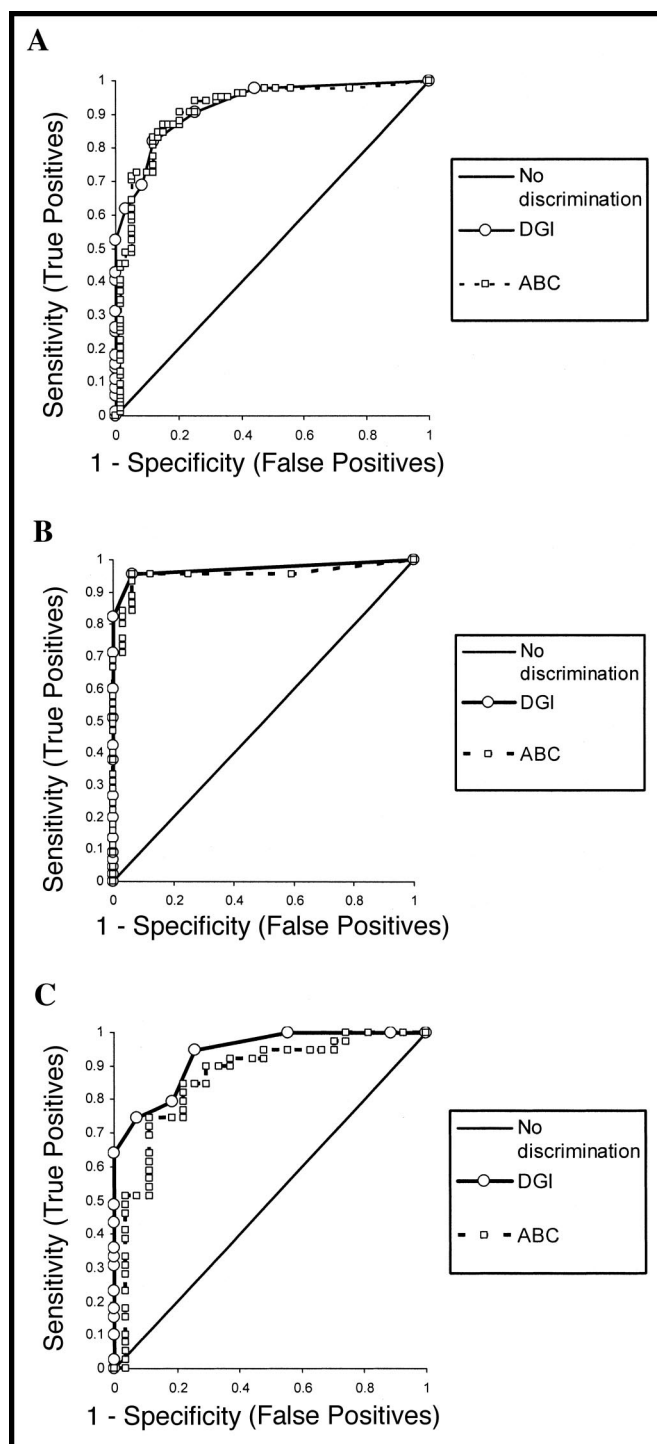 A
Sensitivity (True Positives)
1
0.9
0.8
0.7
0.6
0.5
0.4
0.3
0.2
0.1
0
0 0.2 0.4 0.6 0.8 1
1 - Specificity (False Positives)
No
discrimination
DGI
ABC
B
Sensitivity (True Positives)
1
0.9
0.8
0.7
0.6
0.5
0.4
0.3
0.2
0.1
0
0 0.2 0.4 0.6 0.8 1
1 - Specificity (False Positives)
No
discrimination
DGI
ABC
C
Sensitivity (True Positives)
1
0.9
0.8
0.7
0.6
0.5
0.4
0.3
0.2
0.1
0
0 0.2 0.4 0.6 0.8 1
1 - Specificity (False Positives)
No
discrimination
DGI
ABC